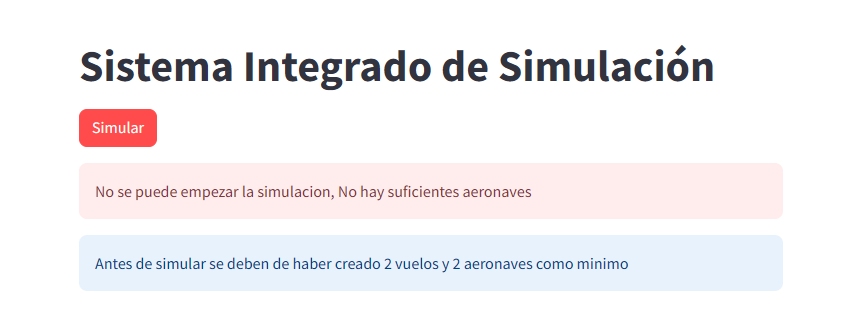 Sistema Integrado de Simulación
Simular
No se puede empezar la simulacion, No hay suficientes aeronaves
Antes de simular se deben de haber creado 2 vuelos y 2 aeronaves como minimo